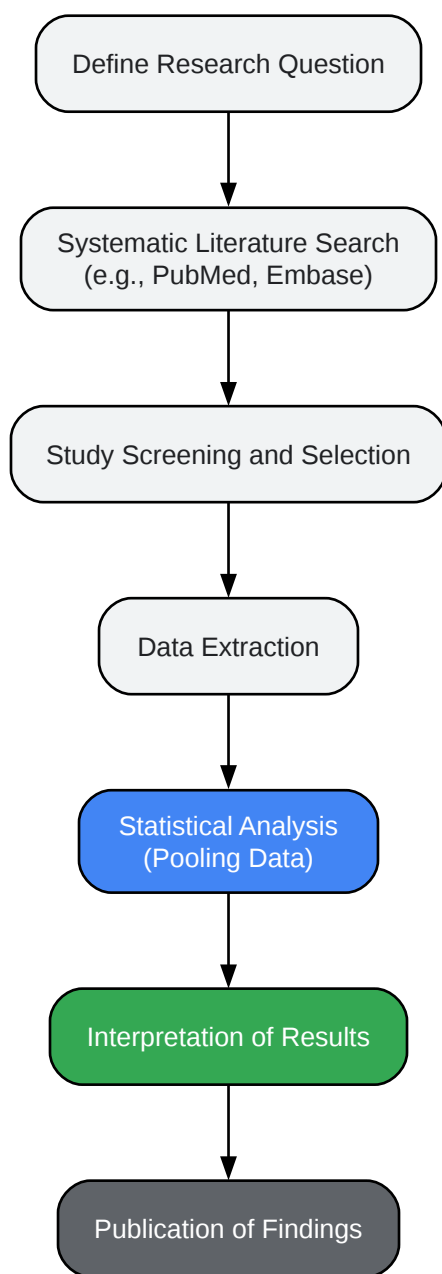 Define Research Question
Systematic Literature Search
(e.g., PubMed, Embase)
Study Screening and Selection
Data Extraction
Statistical Analysis
(Pooling Data)
Interpretation of Results
Publication of Findings